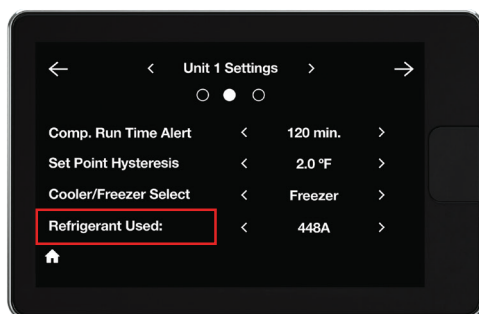 Unit 1 Settings
Comp. Run Time Alert 120 min.
Set Point Hysteresis 2.0 °F
Cooler/Freezer Select Freezer
Refrigerant Used: 448A